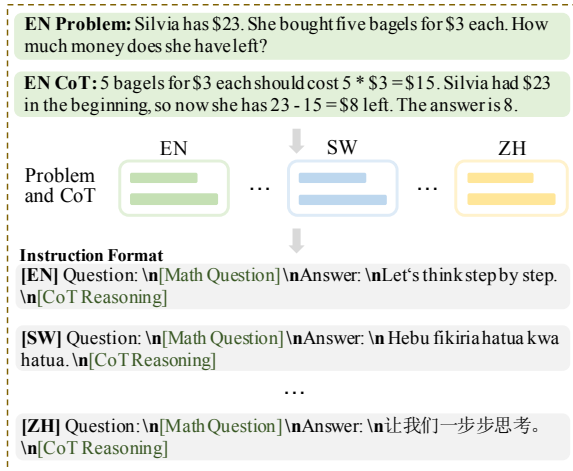 EN Problem: Silvia has $23. She bought five bagels for $3 each. How
much money does she have left?
EN CoT: 5 bagels for $3 each should cost 5 * $3 = $15. Silvia had $23
in the beginning, so now she has 23 - 15 = $8 left. The answer is 8.
EN SW ZH
Problem
and CoT
... ...
Instruction Format
[EN] Question: \n[Math Question] \nAnswer: \nLet‘s think step by step.
\n[CoT Reasoning]
[SW] Question: \n[Math Question] \nAnswer: \n Hebu fikiria hatua kwa
hatua. \n[CoT Reasoning]
...
[ZH] Question: \n[Math Question] \nAnswer: \n让我们一步步思考。
\n[CoT Reasoning]